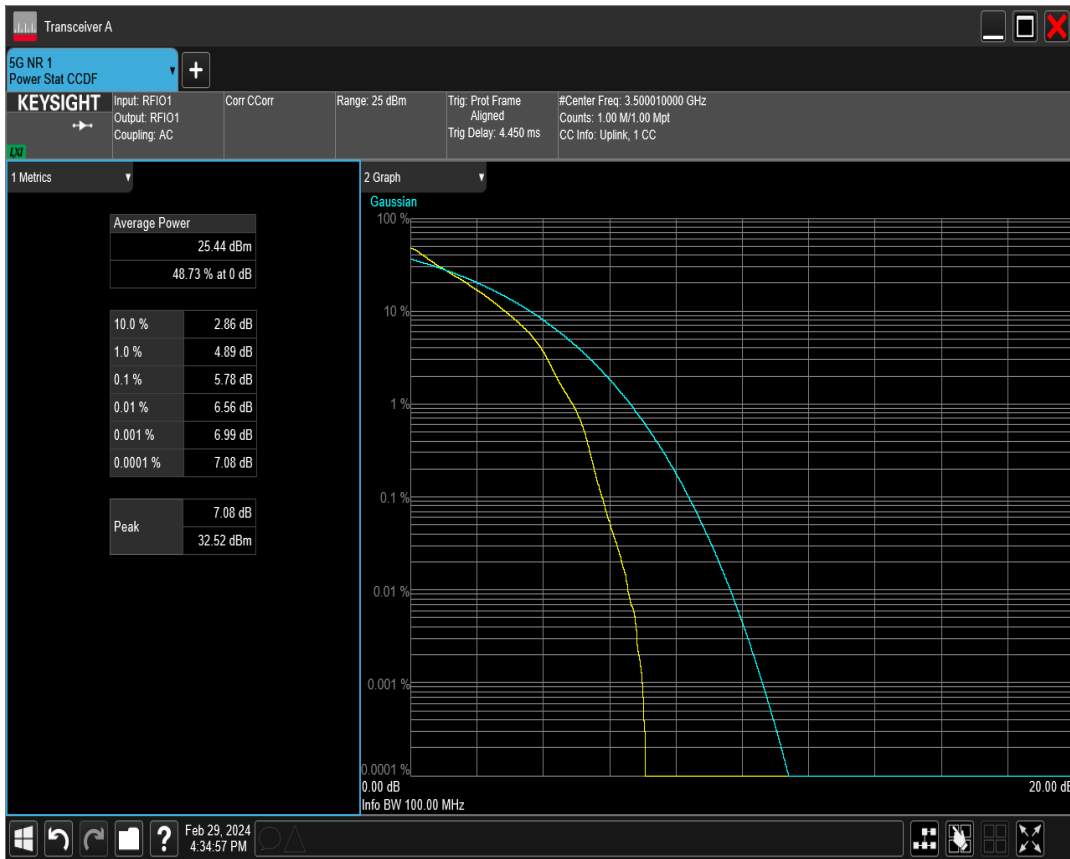 Transceiver A
5G NR 1
Power Stat CCDF
+
KEYSIGHT
LXI
Input: RFIO1
Output: RFIO1
Coupling: AC
Corr CCorr
Range: 25 dBm
Trig: Prot Frame
Aligned
Trig Delay: 4.450 ms
#Center Freq: 3.500010000 GHz
Counts: 1.00 M/1.00 Mpt
CC Info: Uplink, 1 CC
1 Metrics
Average Power
25.44 dBm
48.73 % at 0 dB
10.0 % 2.86 dB
1.0 % 4.89 dB
0.1 % 5.78 dB
0.01 % 6.56 dB
0.001 % 6.99 dB
0.0001 % 7.08 dB
Peak
7.08 dB
32.52 dBm
2 Graph
Gaussian
100 %
10 %
1 %
0.1 %
0.01 %
0.001 %
0.0001 %
0.00 dB 20.00 dB
Info BW 100.00 MHz
? Feb 29, 2024
4:34:57 PM